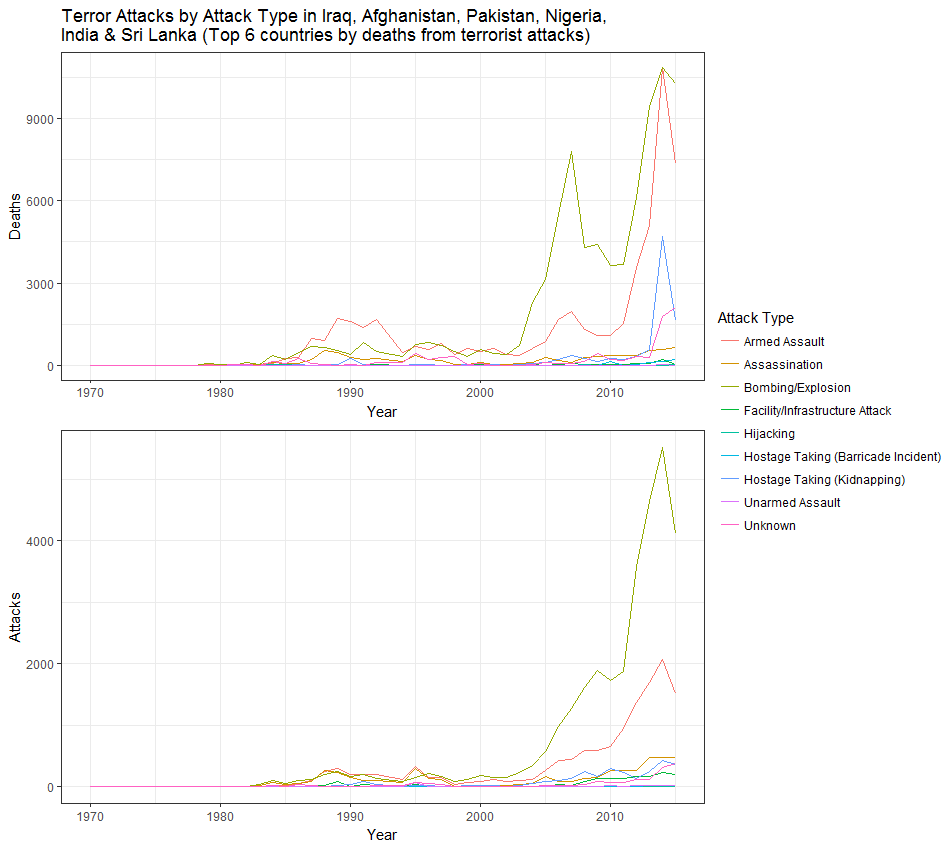 Terror Attacks by Attack Type in Iraq, Afghanistan, Pakistan, Nigeria,
India & Sri Lanka (Top 6 countries by deaths from terrorist attacks)
9000
6000
3000
0
Deaths
1970
1980
1990
2000
2010
Year
4000
2000
0
Attacks
1970
1980
1990
2000
2010
Year
Attack Type
Armed Assault
Assassination
Bombing/Explosion
Facility/Infrastructure Attack
Hijacking
Hostage Taking (Barricade Incident)
Hostage Taking (Kidnapping)
Unarmed Assault
Unknown